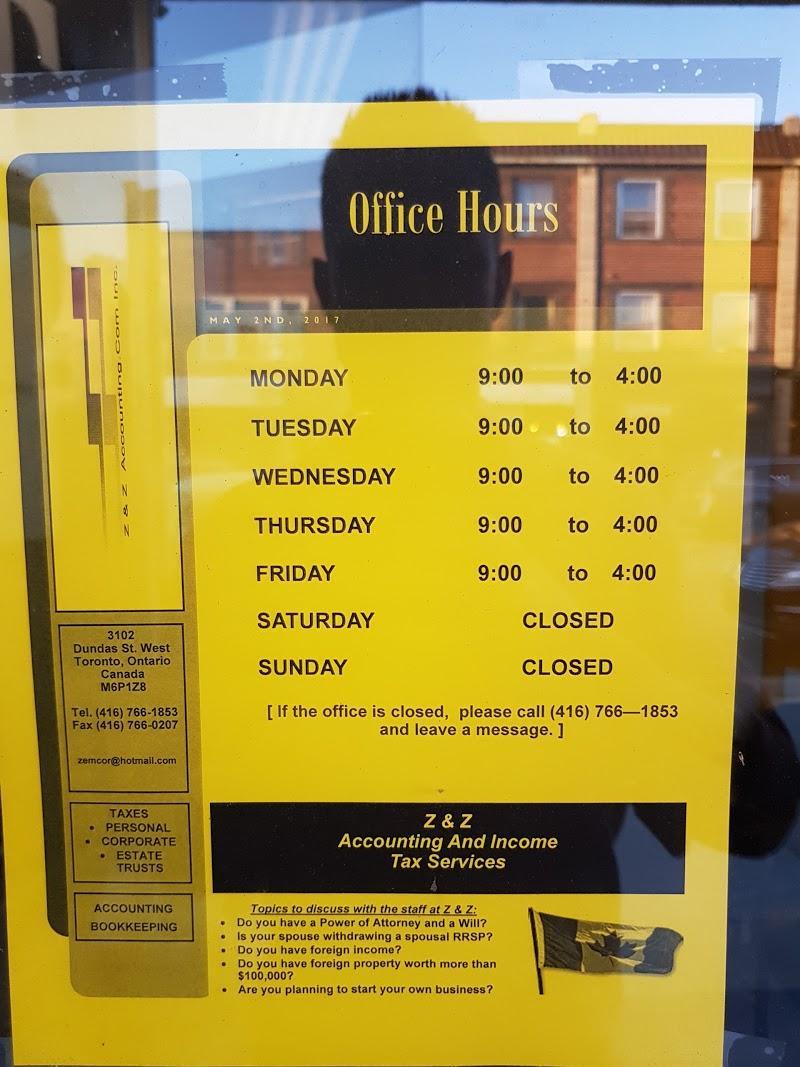 Office Hours
MAY 2ND, 2017
Z & Z Accounting.Com Inc.
MONDAY 9:00 to 4:00
TUESDAY 9:00 to 4:00
WEDNESDAY 9:00 to 4:00
THURSDAY 9:00 to 4:00
FRIDAY 9:00 to 4:00
SATURDAY CLOSED
SUNDAY CLOSED
[ If the office is closed, please call (416) 766—1853
and leave a message. ]
3102
Dundas St. West
Toronto, Ontario
Canada
M6P1Z8
Tel. (416) 766-1853
Fax (416) 766-0207
zemcor@hotmail.com
TAXES
• PERSONAL
• CORPORATE
• ESTATE
TRUSTS
ACCOUNTING
BOOKKEEPING
Z & Z
Accounting And Income
Tax Services
Topics to discuss with the staff at Z & Z:
• Do you have a Power of Attorney and a Will?
• Is your spouse withdrawing a spousal RRSP?
• Do you have foreign income?
• Do you have foreign property worth more than
$100,000?
• Are you planning to start your own business?